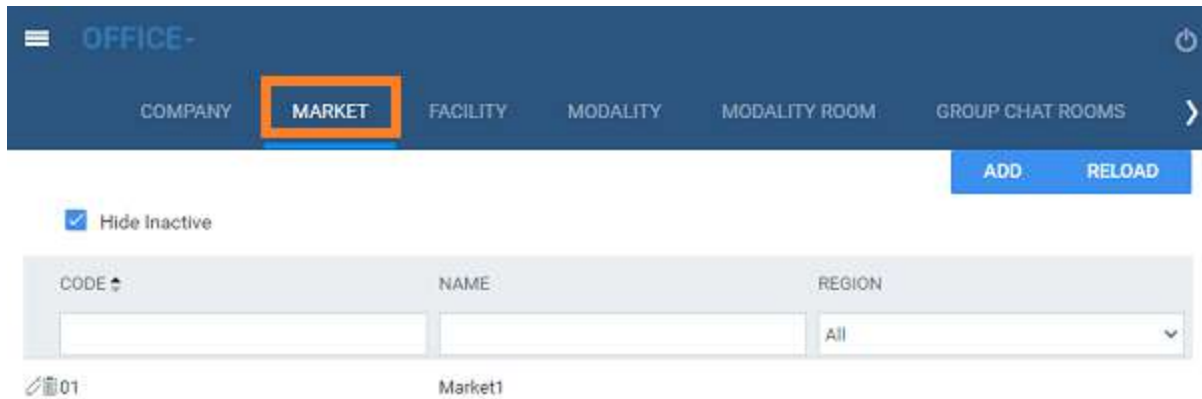 OFFICE-
COMPANY MARKET FACILITY MODALITY MODALITY ROOM GROUP CHAT ROOMS
ADD RELOAD
Hide Inactive
CODE NAME REGION
All
01 Market1